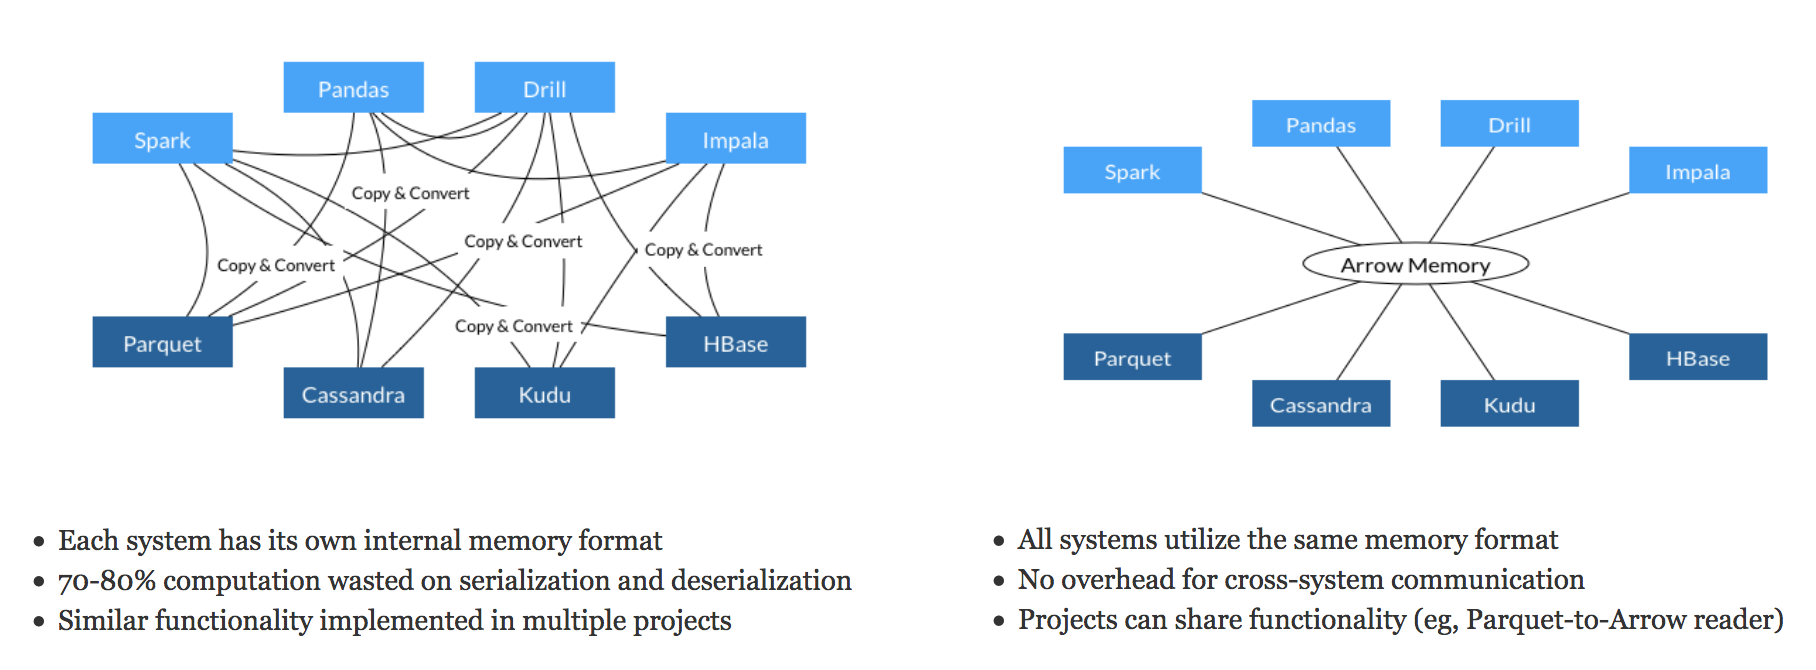 Pandas
Drill
Spark
Impala
Copy & Convert
Copy & Convert
Copy & Convert
Copy & Convert
Copy & Convert
Parquet
HBase
Cassandra
Kudu
• Each system has its own internal memory format
• 70-80% computation wasted on serialization and deserialization
• Similar functionality implemented in multiple projects
Pandas
Drill
Spark
Impala
Arrow Memory
Parquet
HBase
Cassandra
Kudu
• All systems utilize the same memory format
• No overhead for cross-system communication
• Projects can share functionality (eg, Parquet-to-Arrow reader)